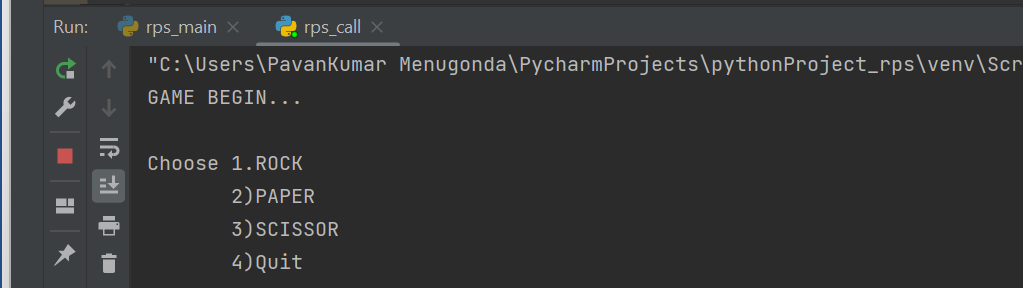 Run: rps_main rps_call
"C:\Users\PavanKumar Menugonda\PycharmProjects\pythonProject_rps\venv\Scr
GAME BEGIN...
Choose 1.ROCK
2)PAPER
3)SCISSOR
4)Quit